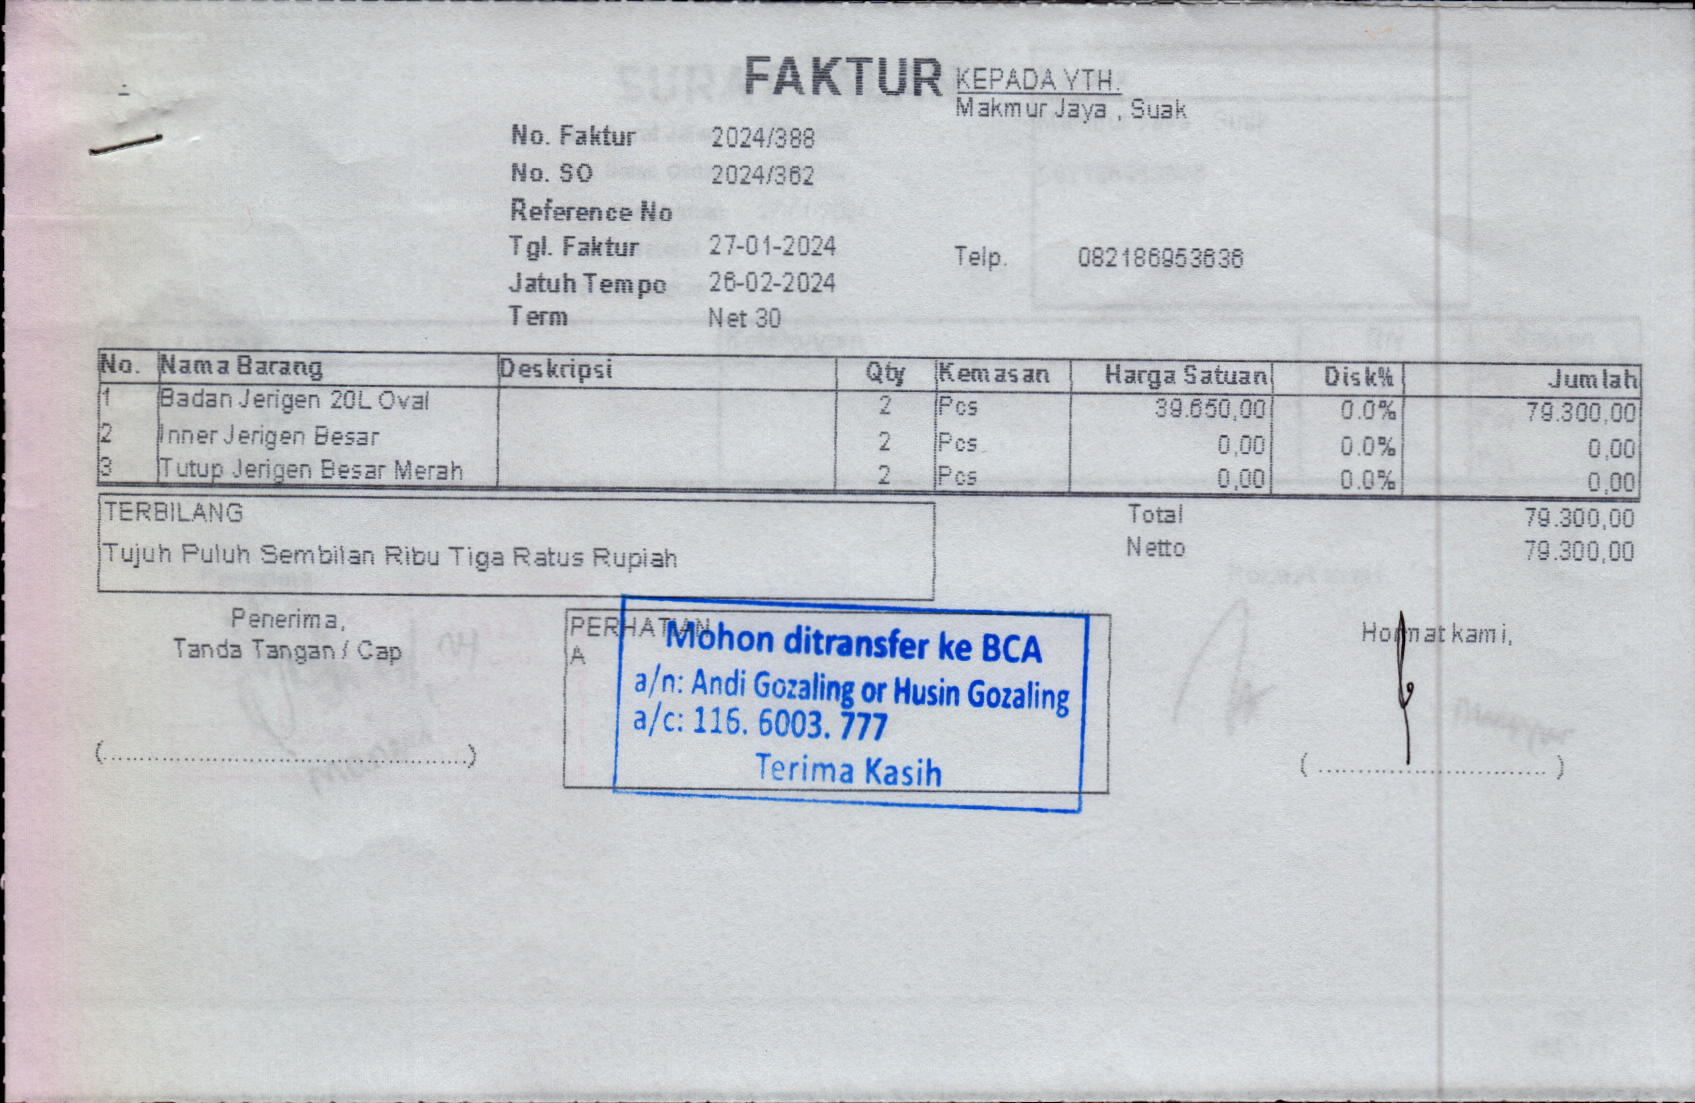 FAKTUR
KEPADA YTH.
Makmur Jaya , Suak
No. Faktur 2024/388
No. SO 2024/362
Reference No
Tgl. Faktur 27-01-2024
Telp. 082186953636
Jatuh Tempo 26-02-2024
Term Net 30
No. Nama Barang Deskripsi Qty Kemasan Harga Satuan Disk% Jumlah
1 Badan Jerigen 20L Oval 2 Pcs 39.650,00 0.0% 79.300,00
2 Inner Jerigen Besar 2 Pcs 0,00 0.0% 0,00
3 Tutup Jerigen Besar Merah 2 Pcs 0,00 0.0% 0,00
TERBILANG
Tujuh Puluh Sembilan Ribu Tiga Ratus Rupiah
Total 79.300,00
Netto 79.300,00
Penerima,
Tanda Tangan / Cap
(..........................................)
PERHATIAN
A
Mohon ditransfer ke BCA
a/n: Andi Gozaling or Husin Gozaling
a/c: 116. 6003. 777
Terima Kasih
Hormat kami,
( .............................. )